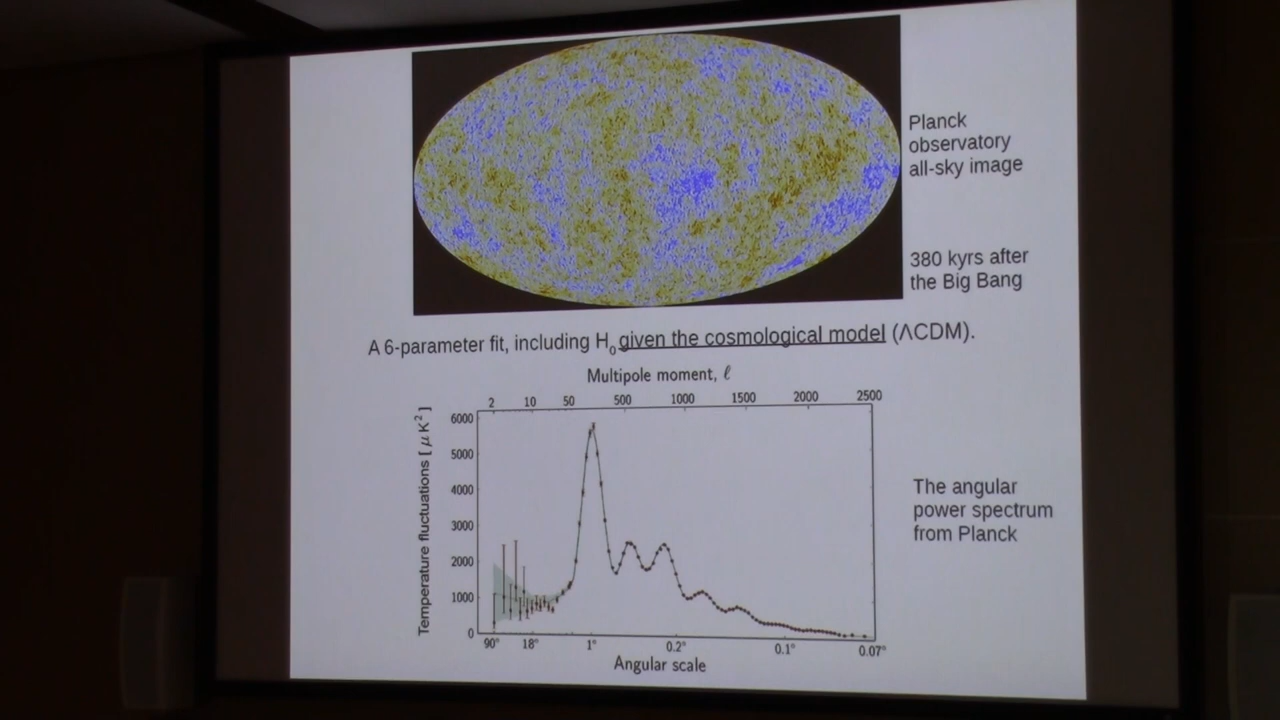 Planck
observatory
all-sky image
380 kyrs after
the Big Bang
A 6-parameter fit, including H₀ given the cosmological model (ΛCDM).
Multipole moment, ℓ
2 10 50 500 1000 1500 2000 2500
Temperature fluctuations [ μ K² ]
6000
5000
4000
3000
2000
1000
0
90° 18° 1° 0.2° 0.1° 0.07°
Angular scale
The angular
power spectrum
from Planck